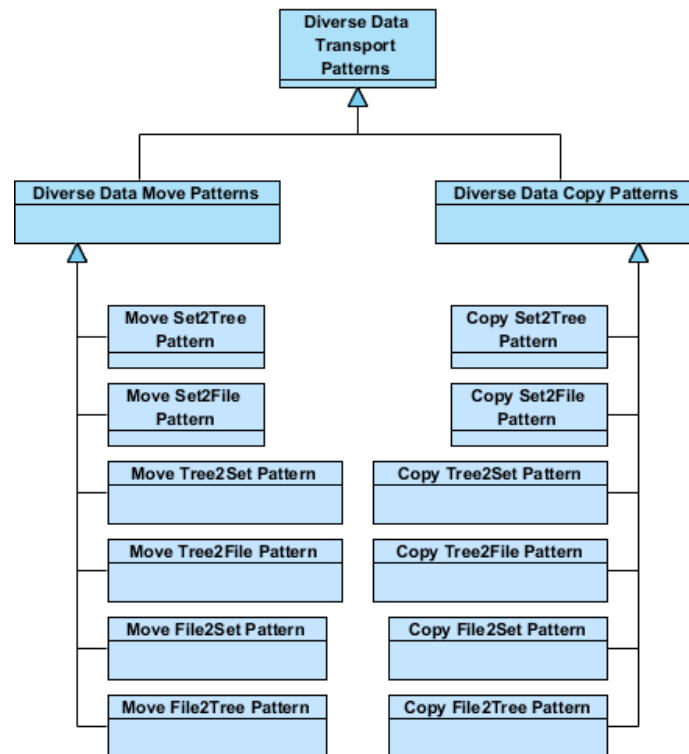 Diverse Data
Transport
Patterns
Diverse Data Move Patterns
Diverse Data Copy Patterns
Move Set2Tree
Pattern
Copy Set2Tree
Pattern
Move Set2File
Pattern
Copy Set2File
Pattern
Move Tree2Set Pattern
Copy Tree2Set Pattern
Move Tree2File Pattern
Copy Tree2File Pattern
Move File2Set Pattern
Copy File2Set Pattern
Move File2Tree Pattern
Copy File2Tree Pattern